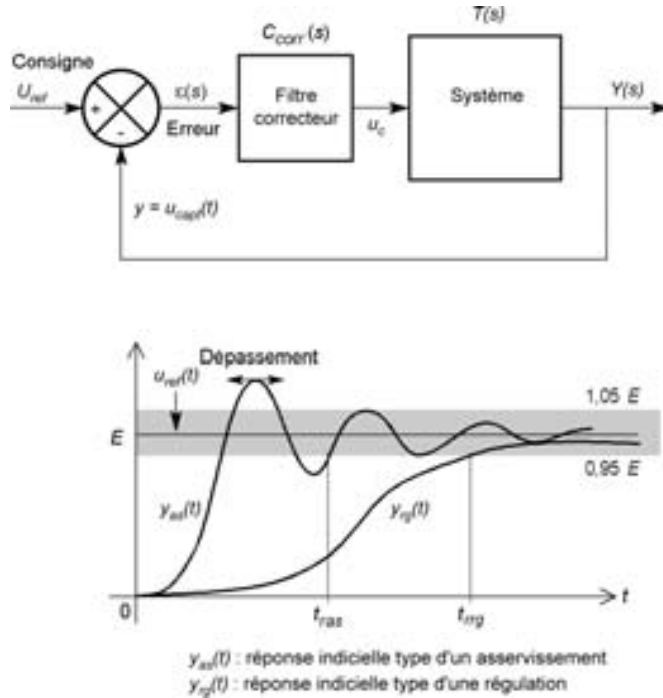 T(s)
C_corr(s)
Consigne
U_ref
+
-
ε(s)
Erreur
Filtre
correcteur
u_c
Système
Y(s)
y = u_capt(t)
Dépassement
u_ref(t)
1,05 E
E
0,95 E
y_as(t)
y_rg(t)
0
t_ras
t_rrg
t
y_as(t) : réponse indicielle type d'un asservissement
y_rg(t) : réponse indicielle type d'une régulation